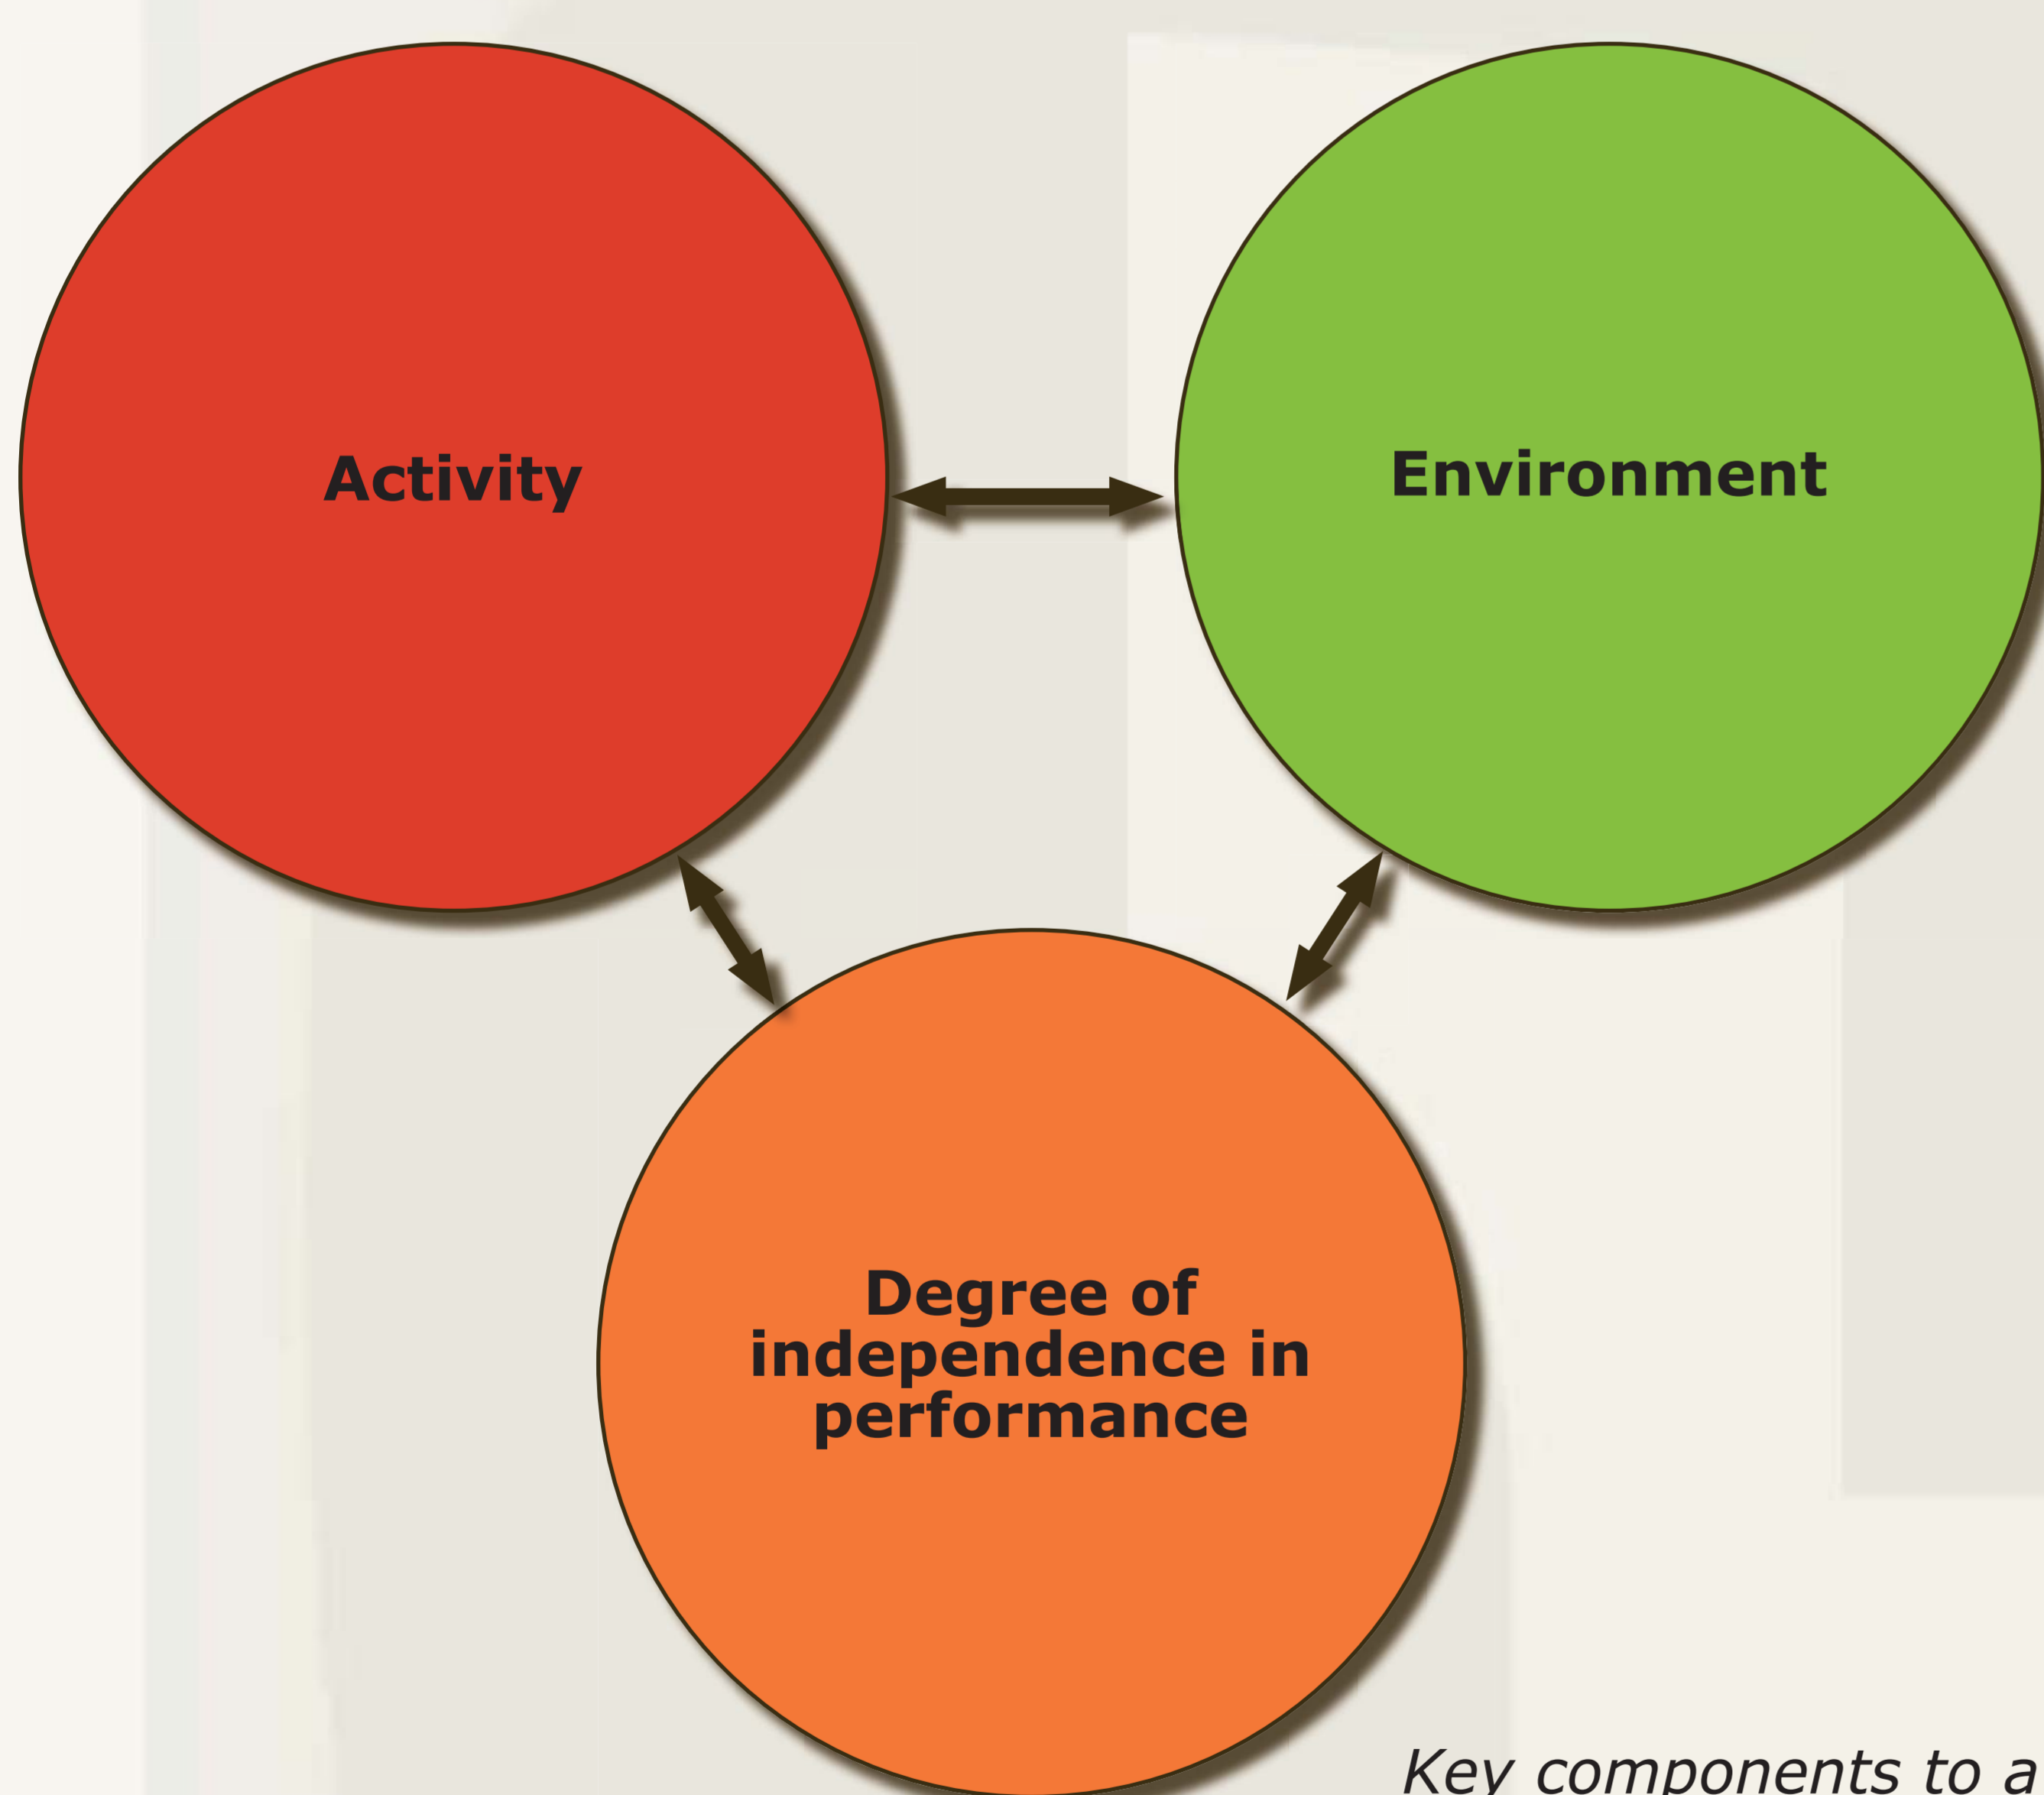 Activity
Environment
Degree of
independence in
performance
Key components to a